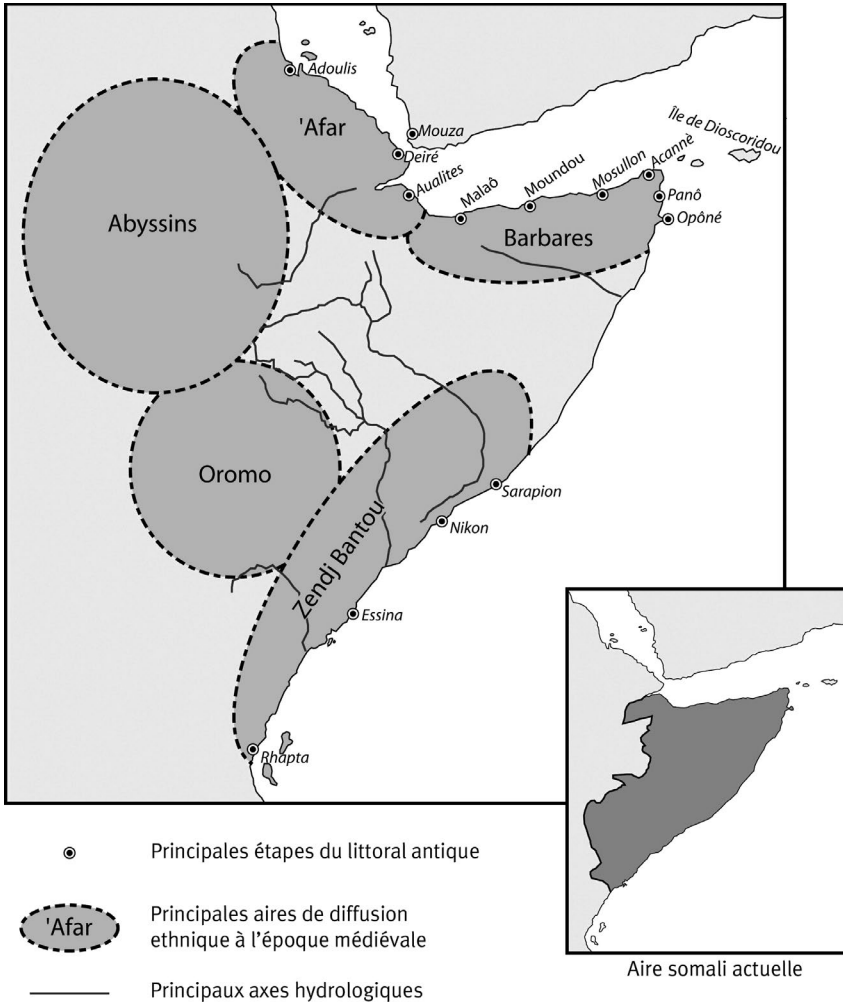 Adoulis
'Afar
Mouza
Île de Dioscoridou
Deiré
Aualites
Malaô
Moundou
Mosullon
Acannè
Panô
Opôné
Abyssins
Barbares
Oromo
Zendj Bantou
Sarapion
Nikon
Essina
Rhapta
Principales étapes du littoral antique
'Afar
Principales aires de diffusion
ethnique à l'époque médiévale
Principaux axes hydrologiques
Aire somali actuelle